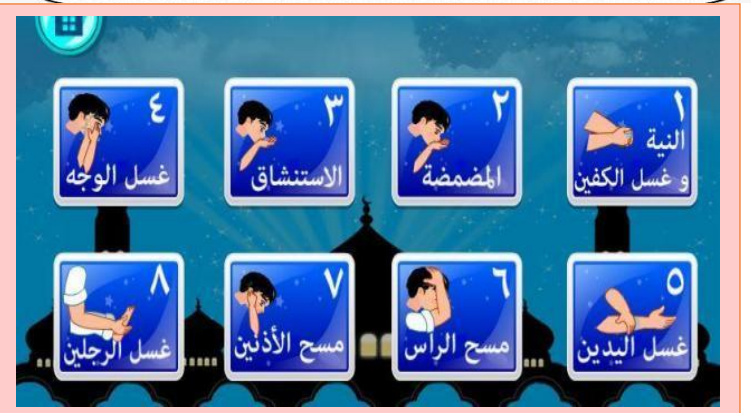 ١
النية
و غسل الكفين
٢
المضمضة
٣
الاستنشاق
٤
غسل الوجه
٥
غسل اليدين
٦
مسح الرأس
٧
مسح الأذنين
٨
غسل الرجلين